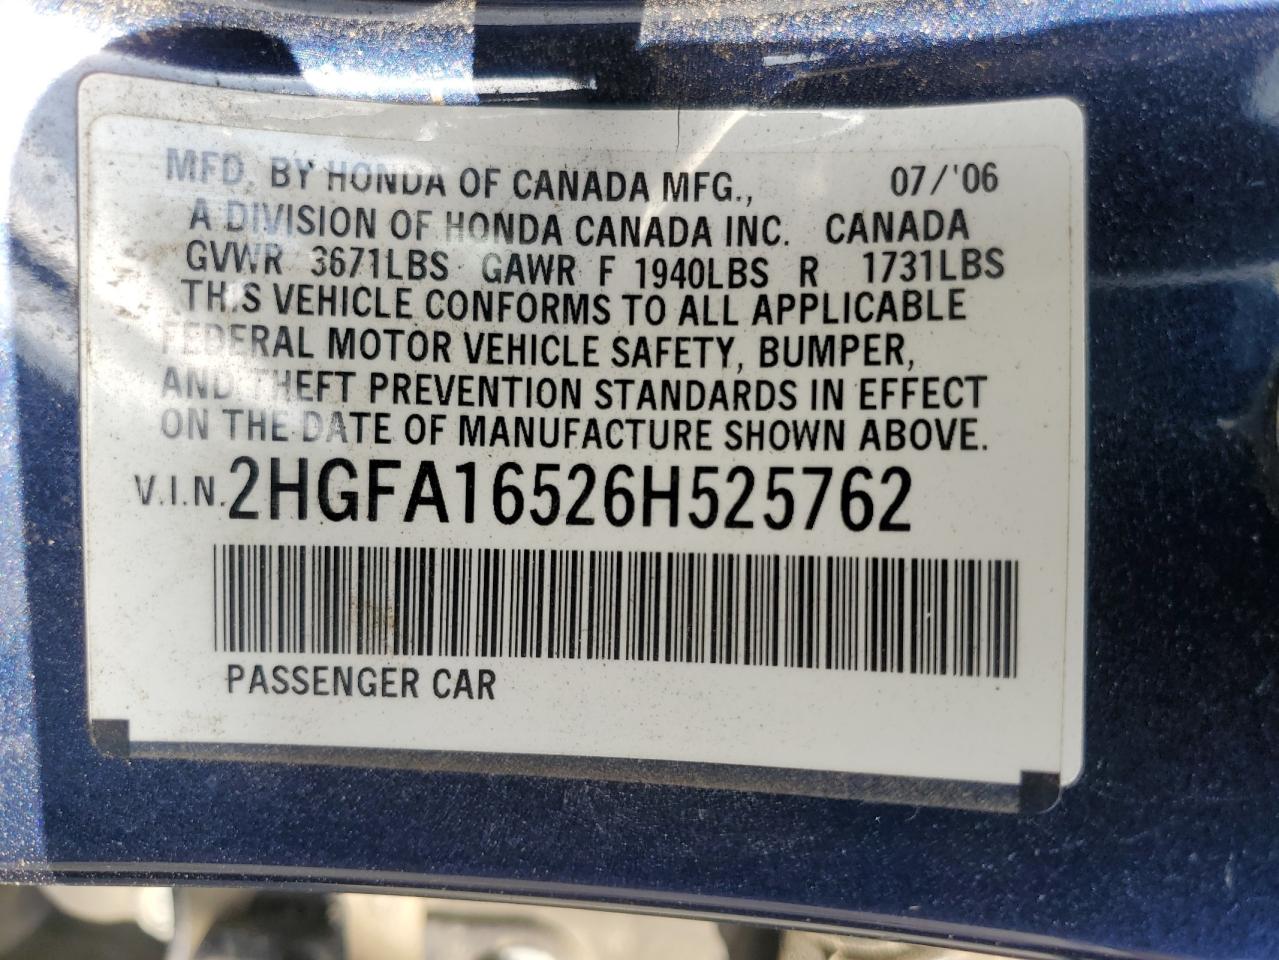 MFD. BY HONDA OF CANADA MFG., 07/'06
A DIVISION OF HONDA CANADA INC. CANADA
GVWR 3671LBS GAWR F 1940LBS R 1731LBS
THIS VEHICLE CONFORMS TO ALL APPLICABLE
FEDERAL MOTOR VEHICLE SAFETY, BUMPER,
AND THEFT PREVENTION STANDARDS IN EFFECT
ON THE DATE OF MANUFACTURE SHOWN ABOVE.
V.I.N. 2HGFA16526H525762
PASSENGER CAR